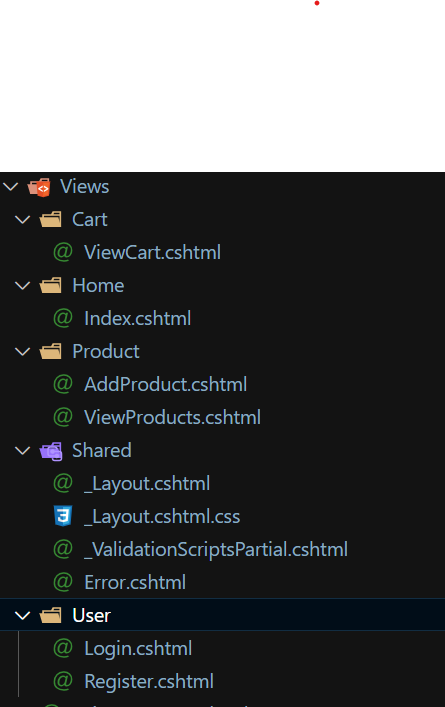 Views
Cart
ViewCart.cshtml
Home
Index.cshtml
Product
AddProduct.cshtml
ViewProducts.cshtml
Shared
_Layout.cshtml
_Layout.cshtml.css
_ValidationScriptsPartial.cshtml
Error.cshtml
User
Login.cshtml
Register.cshtml